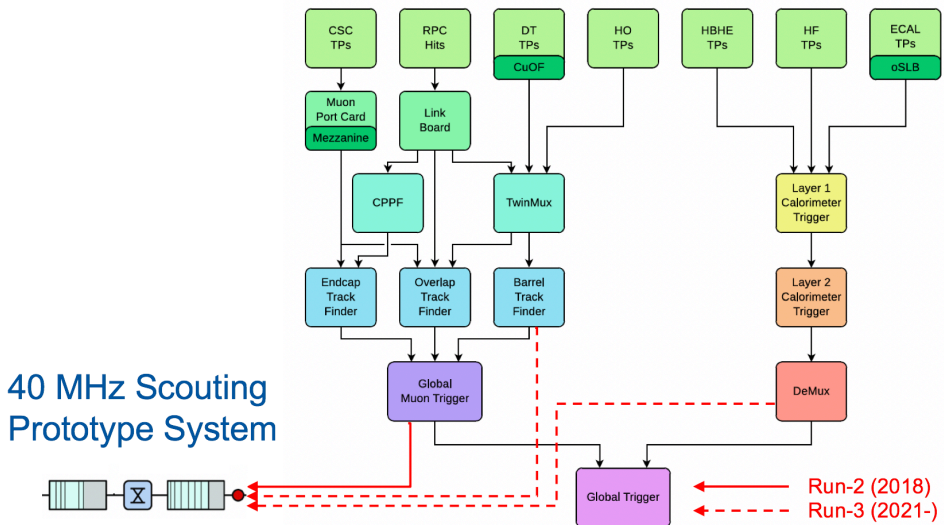 CSC
TPs
RPC
Hits
DT
TPs
CuOF
HO
TPs
HBHE
TPs
HF
TPs
ECAL
TPs
oSLB
Muon
Port Card
Mezzanine
Link
Board
CPPF
TwinMux
Layer 1
Calorimeter
Trigger
Endcap
Track
Finder
Overlap
Track
Finder
Barrel
Track
Finder
Layer 2
Calorimeter
Trigger
Global
Muon Trigger
DeMux
40 MHz Scouting
Prototype System
Global Trigger
Run-2 (2018)
Run-3 (2021-)